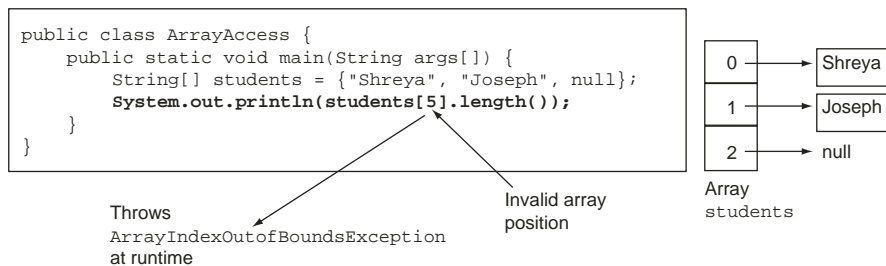 public class ArrayAccess {
public static void main(String args[]) {
String[] students = {"Shreya", "Joseph", null};
System.out.println(students[5].length());
}
}
0
Shreya
1
Joseph
2
null
Array
students
Invalid array
position
Throws
ArrayIndexOutofBoundsException
at runtime